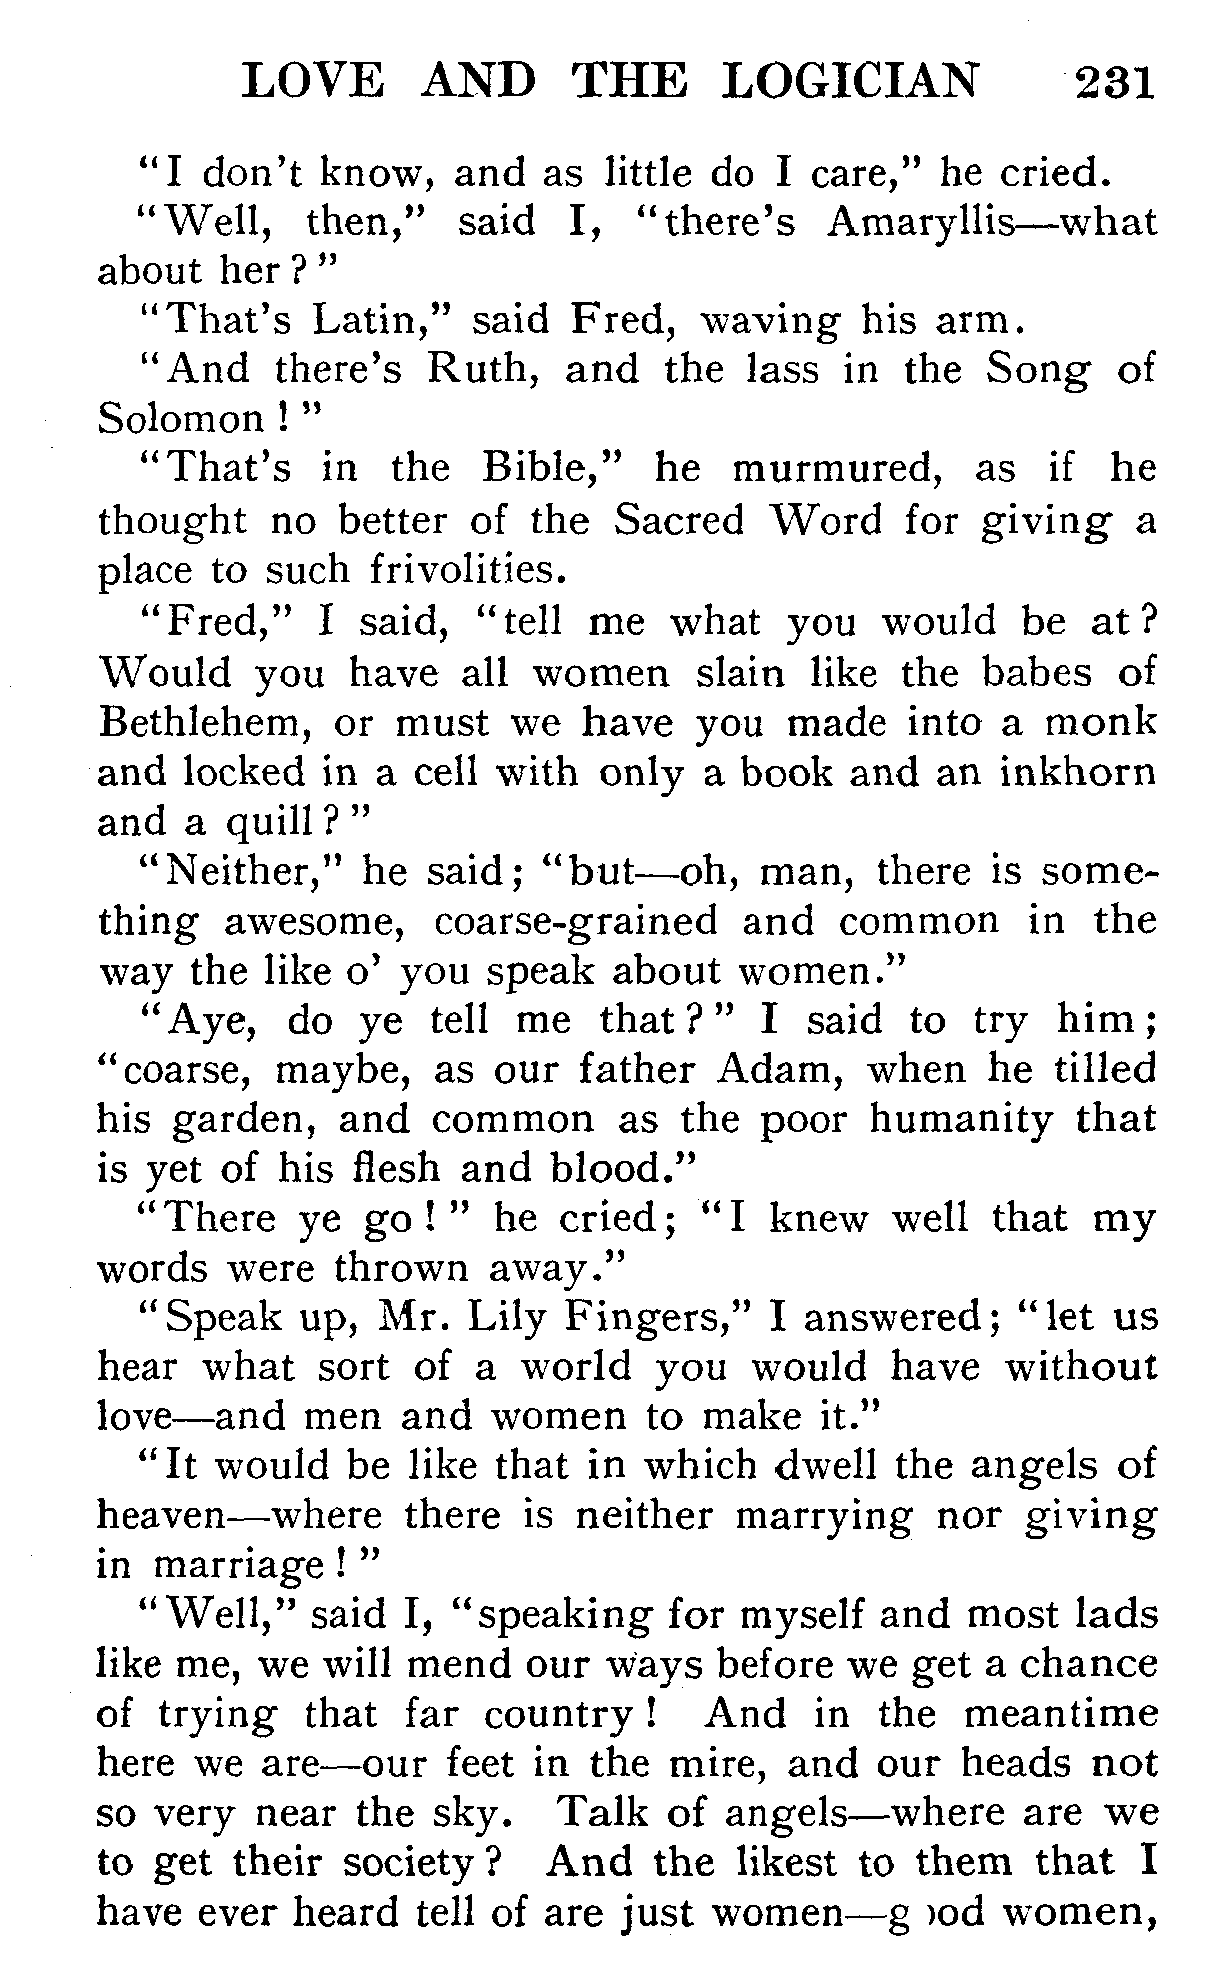 LOVE AND THE LOGICIAN 231
"I don't know, and as little do I care," he cried.
"Well, then," said I, "there's Amaryllis—what
about her?"
"That's Latin," said Fred, waving his arm.
"And there's Ruth, and the lass in the Song of
Solomon!"
"That's in the Bible," he murmured, as if he
thought no better of the Sacred Word for giving a
place to such frivolities.
"Fred," I said, "tell me what you would be at?
Would you have all women slain like the babes of
Bethlehem, or must we have you made into a monk
and locked in a cell with only a book and an inkhorn
and a quill?"
"Neither," he said; "but—oh, man, there is some-
thing awesome, coarse-grained and common in the
way the like o' you speak about women."
"Aye, do ye tell me that?" I said to try him;
"coarse, maybe, as our father Adam, when he tilled
his garden, and common as the poor humanity that
is yet of his flesh and blood."
"There ye go!" he cried; "I knew well that my
words were thrown away."
"Speak up, Mr. Lily Fingers," I answered; "let us
hear what sort of a world you would have without
love—and men and women to make it."
"It would be like that in which dwell the angels of
heaven—where there is neither marrying nor giving
in marriage!"
"Well," said I, "speaking for myself and most lads
like me, we will mend our ways before we get a chance
of trying that far country! And in the meantime
here we are—our feet in the mire, and our heads not
so very near the sky. Talk of angels—where are we
to get their society? And the likest to them that I
have ever heard tell of are just women—good women,